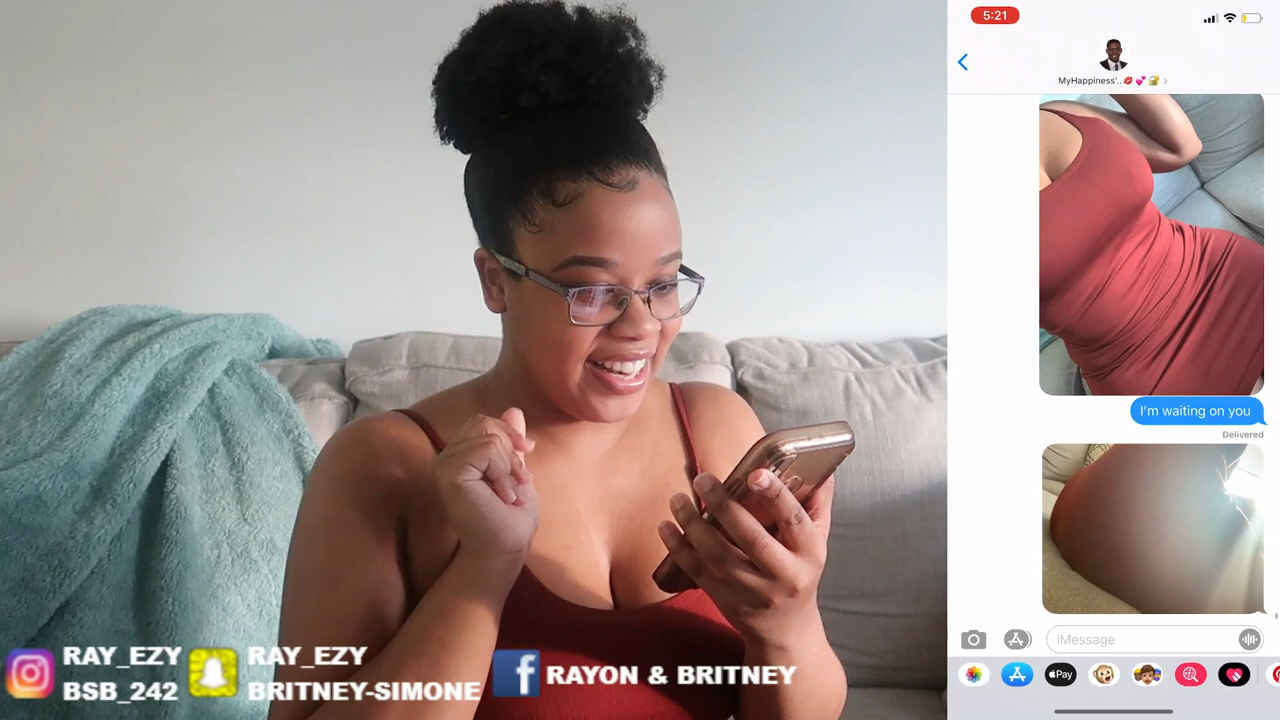 5:21
MyHappiness'..
I'm waiting on you
Delivered
iMessage
Pay
RAY_EZY
BSB_242
RAY_EZY
BRITNEY-SIMONE
RAYON & BRITNEY